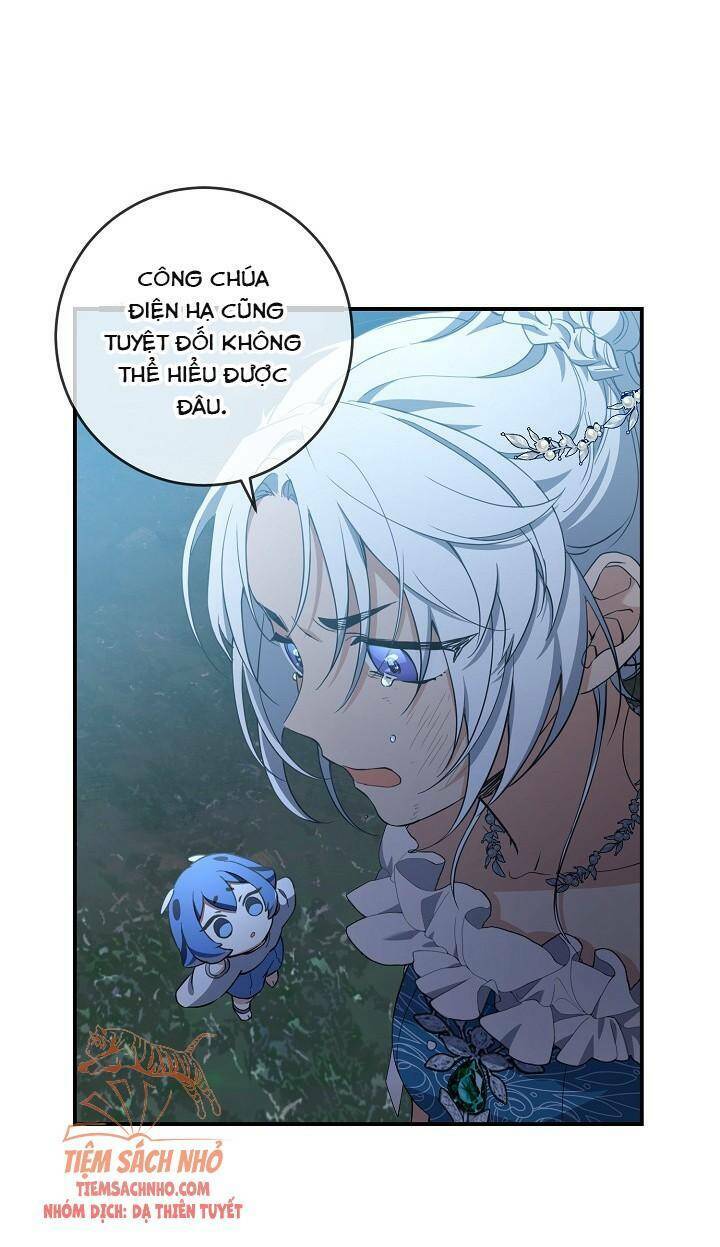 CÔNG CHÚA
ĐIỆN HẠ CŨNG
TUYỆT ĐỐI KHÔNG
THỂ HIỂU ĐƯỢC
ĐÂU.
TIỆM SÁCH NHỎ
TIEMSACHNHO.COM
NHÓM DỊCH: DẠ THIÊN TUYẾT